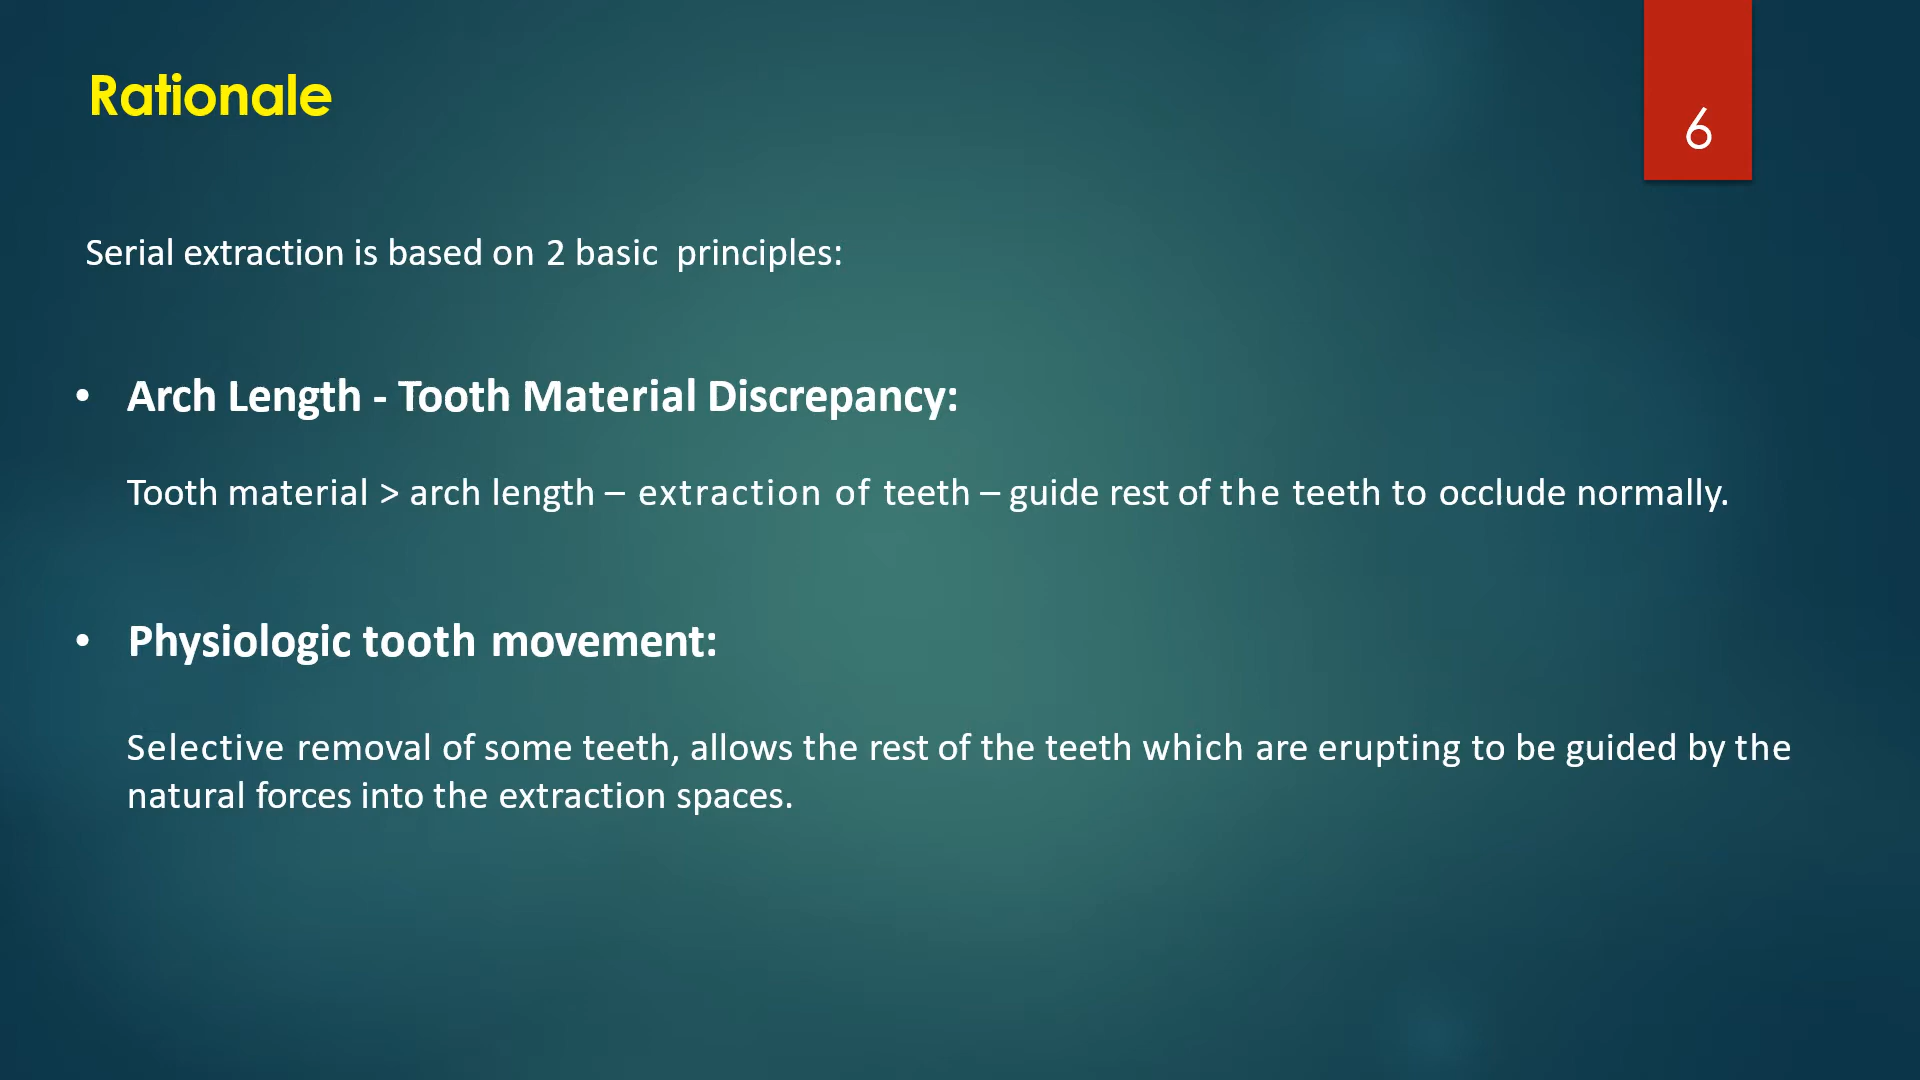 Rationale
6
Serial extraction is based on 2 basic principles:
• Arch Length - Tooth Material Discrepancy:
Tooth material > arch length – extraction of teeth – guide rest of the teeth to occlude normally.
• Physiologic tooth movement:
Selective removal of some teeth, allows the rest of the teeth which are erupting to be guided by the
natural forces into the extraction spaces.